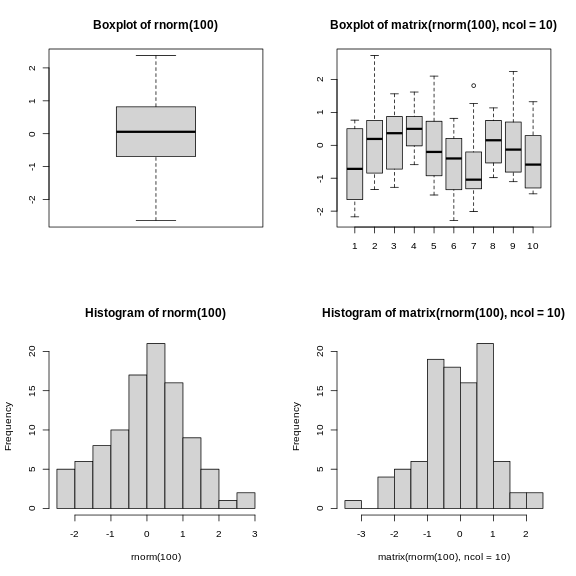 Boxplot of rnorm(100)
2
1
0
-1
-2
Boxplot of matrix(rnorm(100), ncol = 10)
2
1
0
-1
-2
1 2 3 4 5 6 7 8 9 10
Histogram of rnorm(100)
Frequency
20
15
10
5
0
-2 -1 0 1 2 3
rnorm(100)
Histogram of matrix(rnorm(100), ncol = 10)
Frequency
20
15
10
5
0
-3 -2 -1 0 1 2
matrix(rnorm(100), ncol = 10)